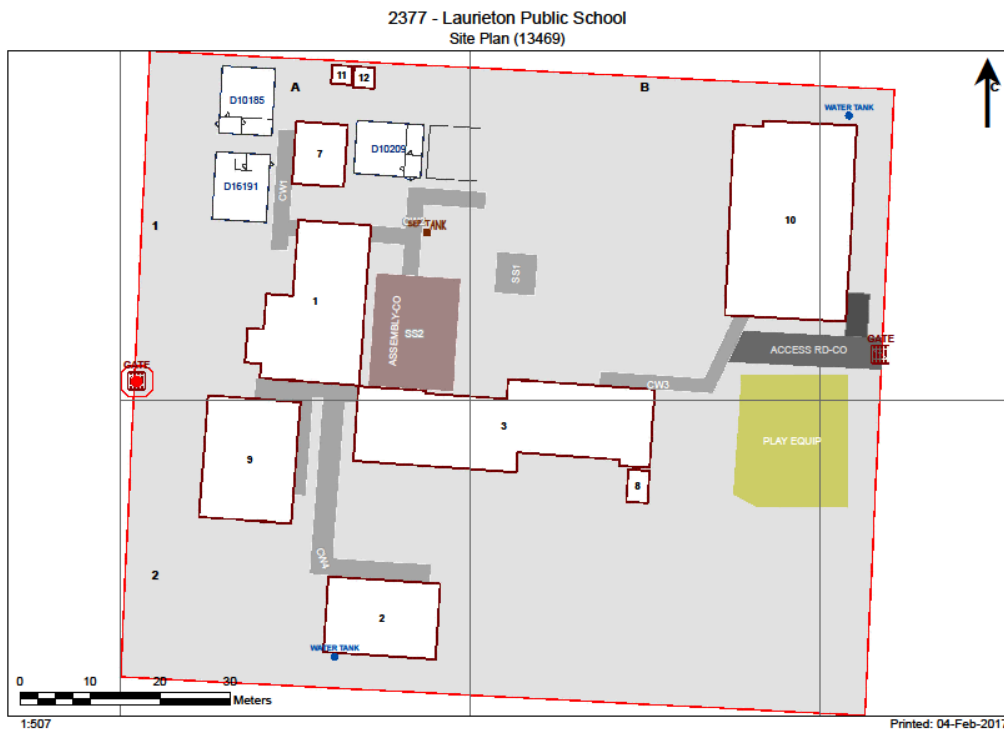 2377 - Laurieton Public School
Site Plan (13469)
A
B
C
11
12
D10185
WATER TANK
7
D10209
D16191
CW1
SEP TANK
1
10
1
SS1
ASSEMBLY-CO
SS2
GATE
ACCESS RD-CO
GATE
CW3
3
PLAY EQUIP
9
8
CW4
2
2
WATER TANK
0 10 20 30
Meters
1:507
Printed: 04-Feb-2017